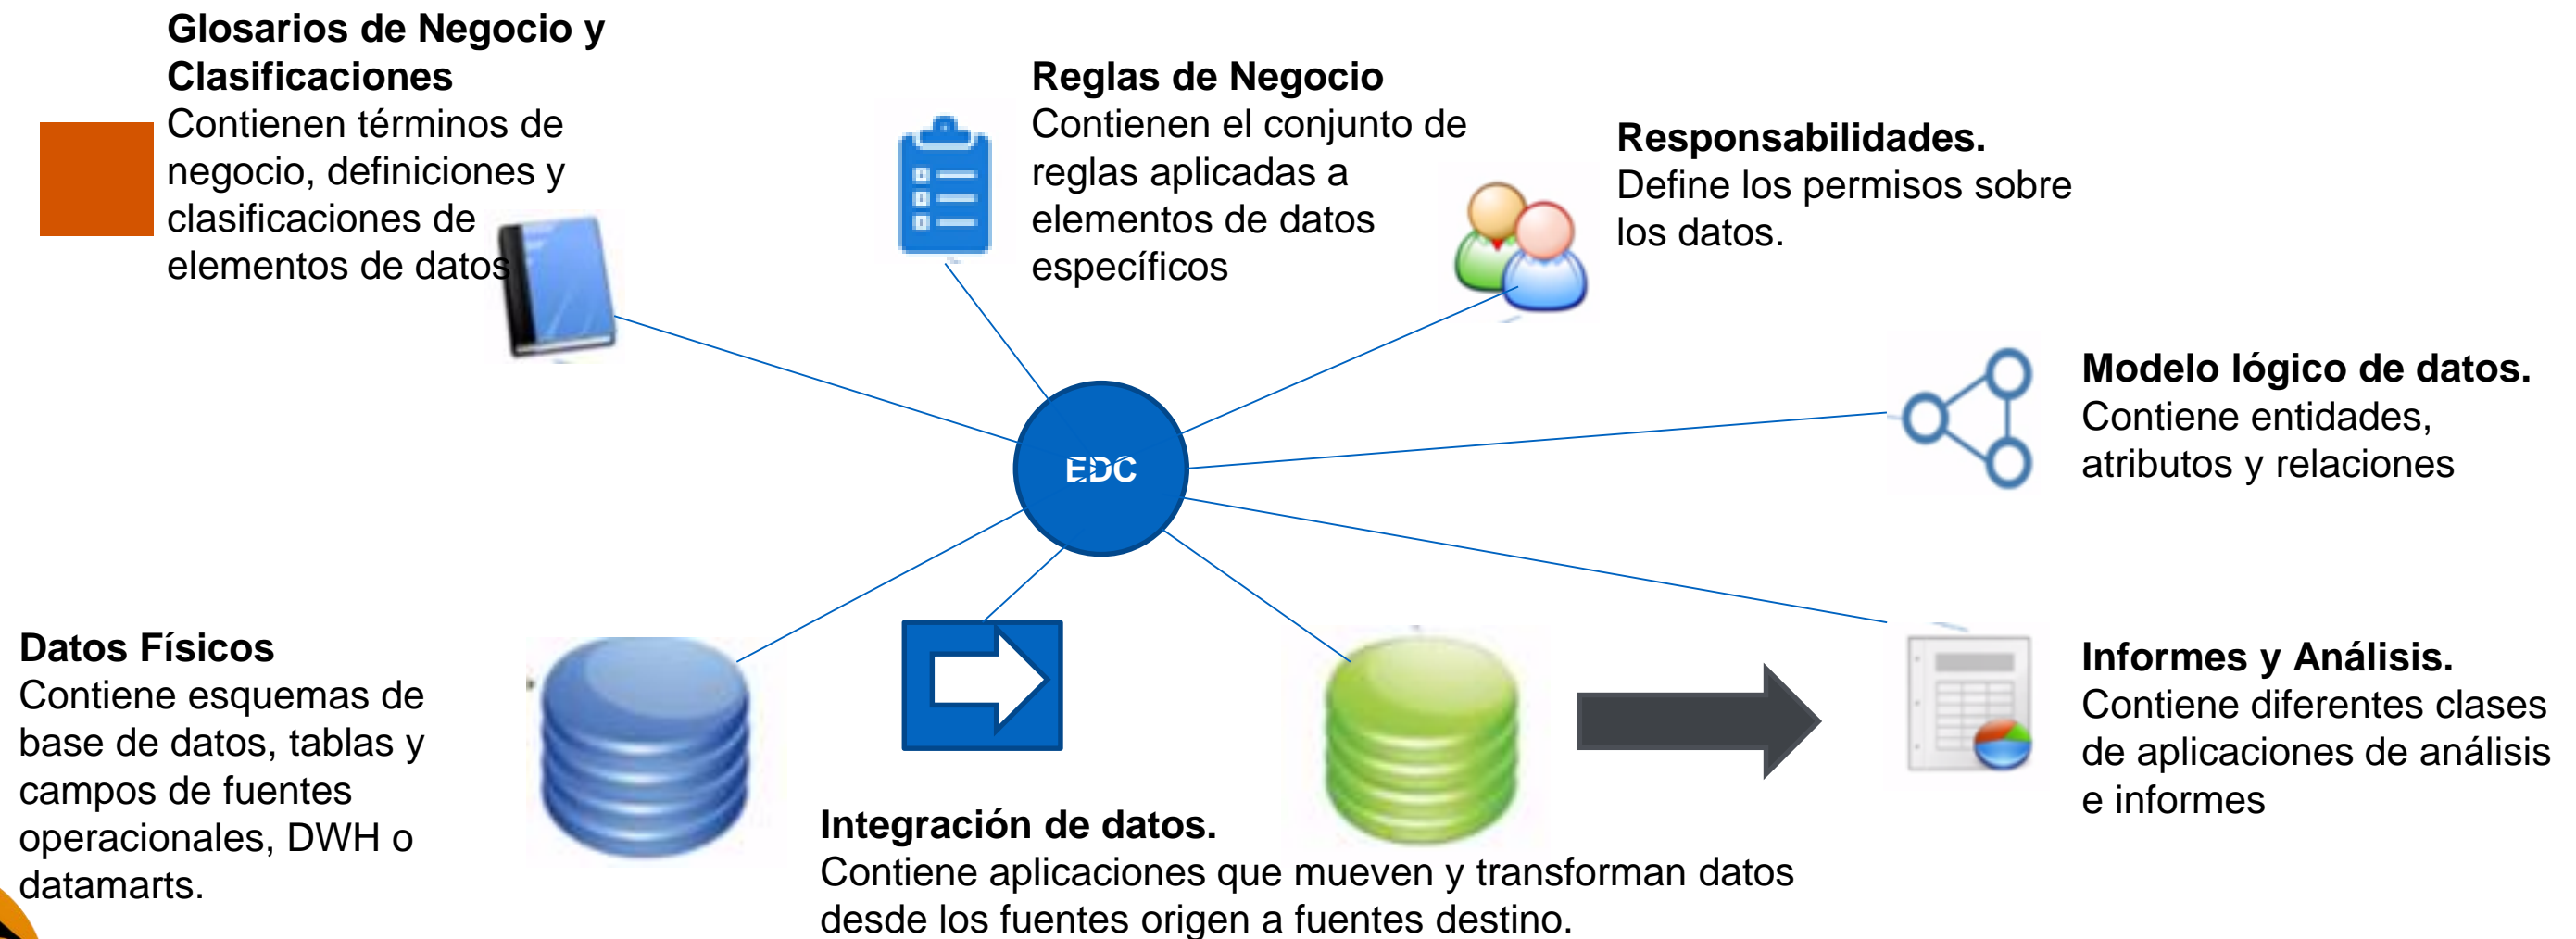 Glosarios de Negocio y
Clasificaciones
Contienen términos de
negocio, definiciones y
clasificaciones de
elementos de datos
Reglas de Negocio
Contienen el conjunto de
reglas aplicadas a
elementos de datos
específicos
Responsabilidades.
Define los permisos sobre
los datos.
Modelo lógico de datos.
Contiene entidades,
atributos y relaciones
EDC
Datos Físicos
Contiene esquemas de
base de datos, tablas y
campos de fuentes
operacionales, DWH o
datamarts.
Integración de datos.
Contiene aplicaciones que mueven y transforman datos
desde los fuentes origen a fuentes destino.
Informes y Análisis.
Contiene diferentes clases
de aplicaciones de análisis
e informes